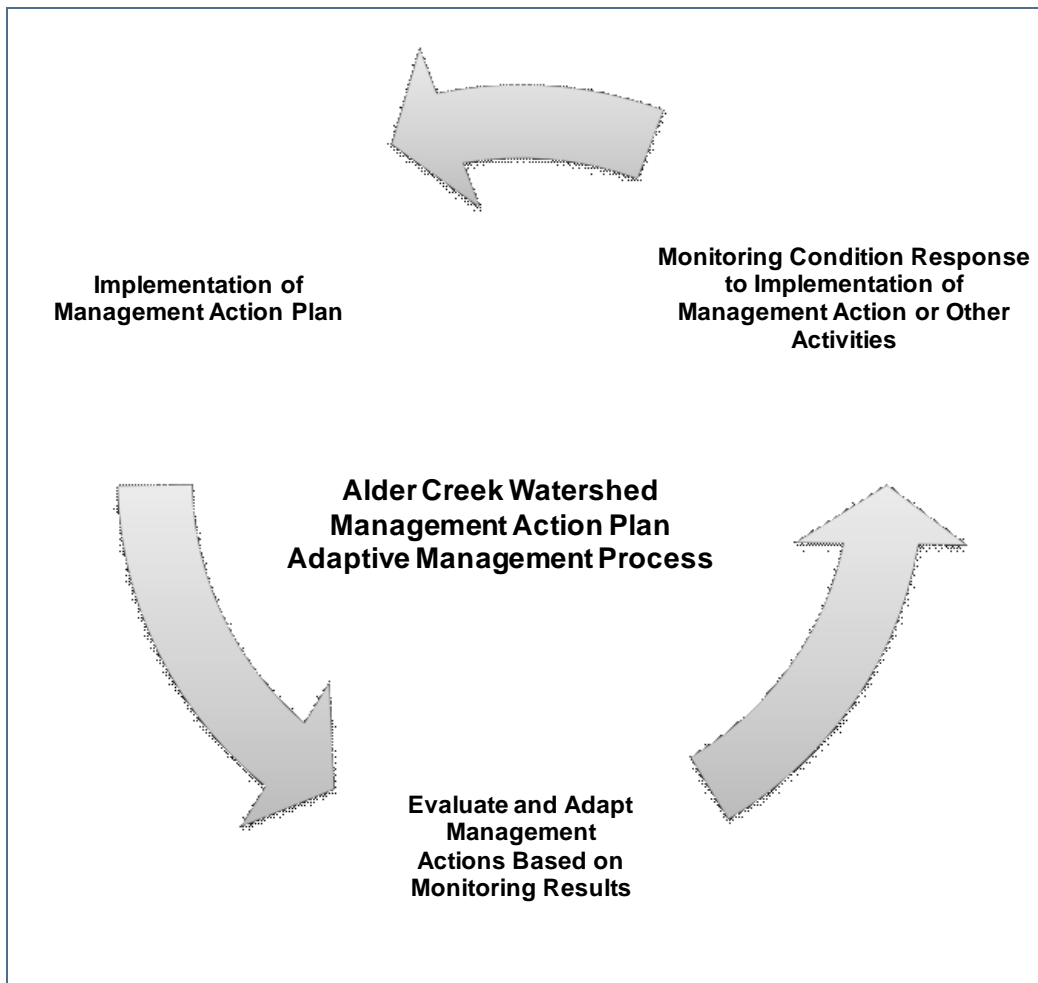 Implementation of
Management Action Plan
Monitoring Condition Response
to Implementation of
Management Action or Other
Activities
Alder Creek Watershed
Management Action Plan
Adaptive Management Process
Evaluate and Adapt
Management
Actions Based on
Monitoring Results